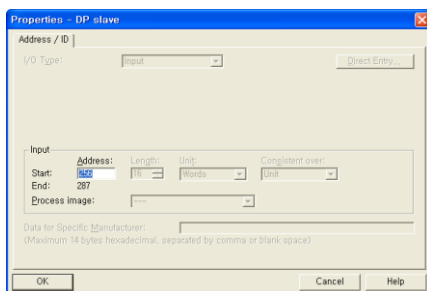 Properties - DP slave
Address / ID
I/O Type: Input Direct Entry...
Input
Address: Length: Unit: Consistent over:
Start: 256 16 Words Unit
End: 287
Process image: ---
Data for Specific Manufacturer:
(Maximum 14 bytes hexadecimal, separated by comma or blank space)
OK Cancel Help